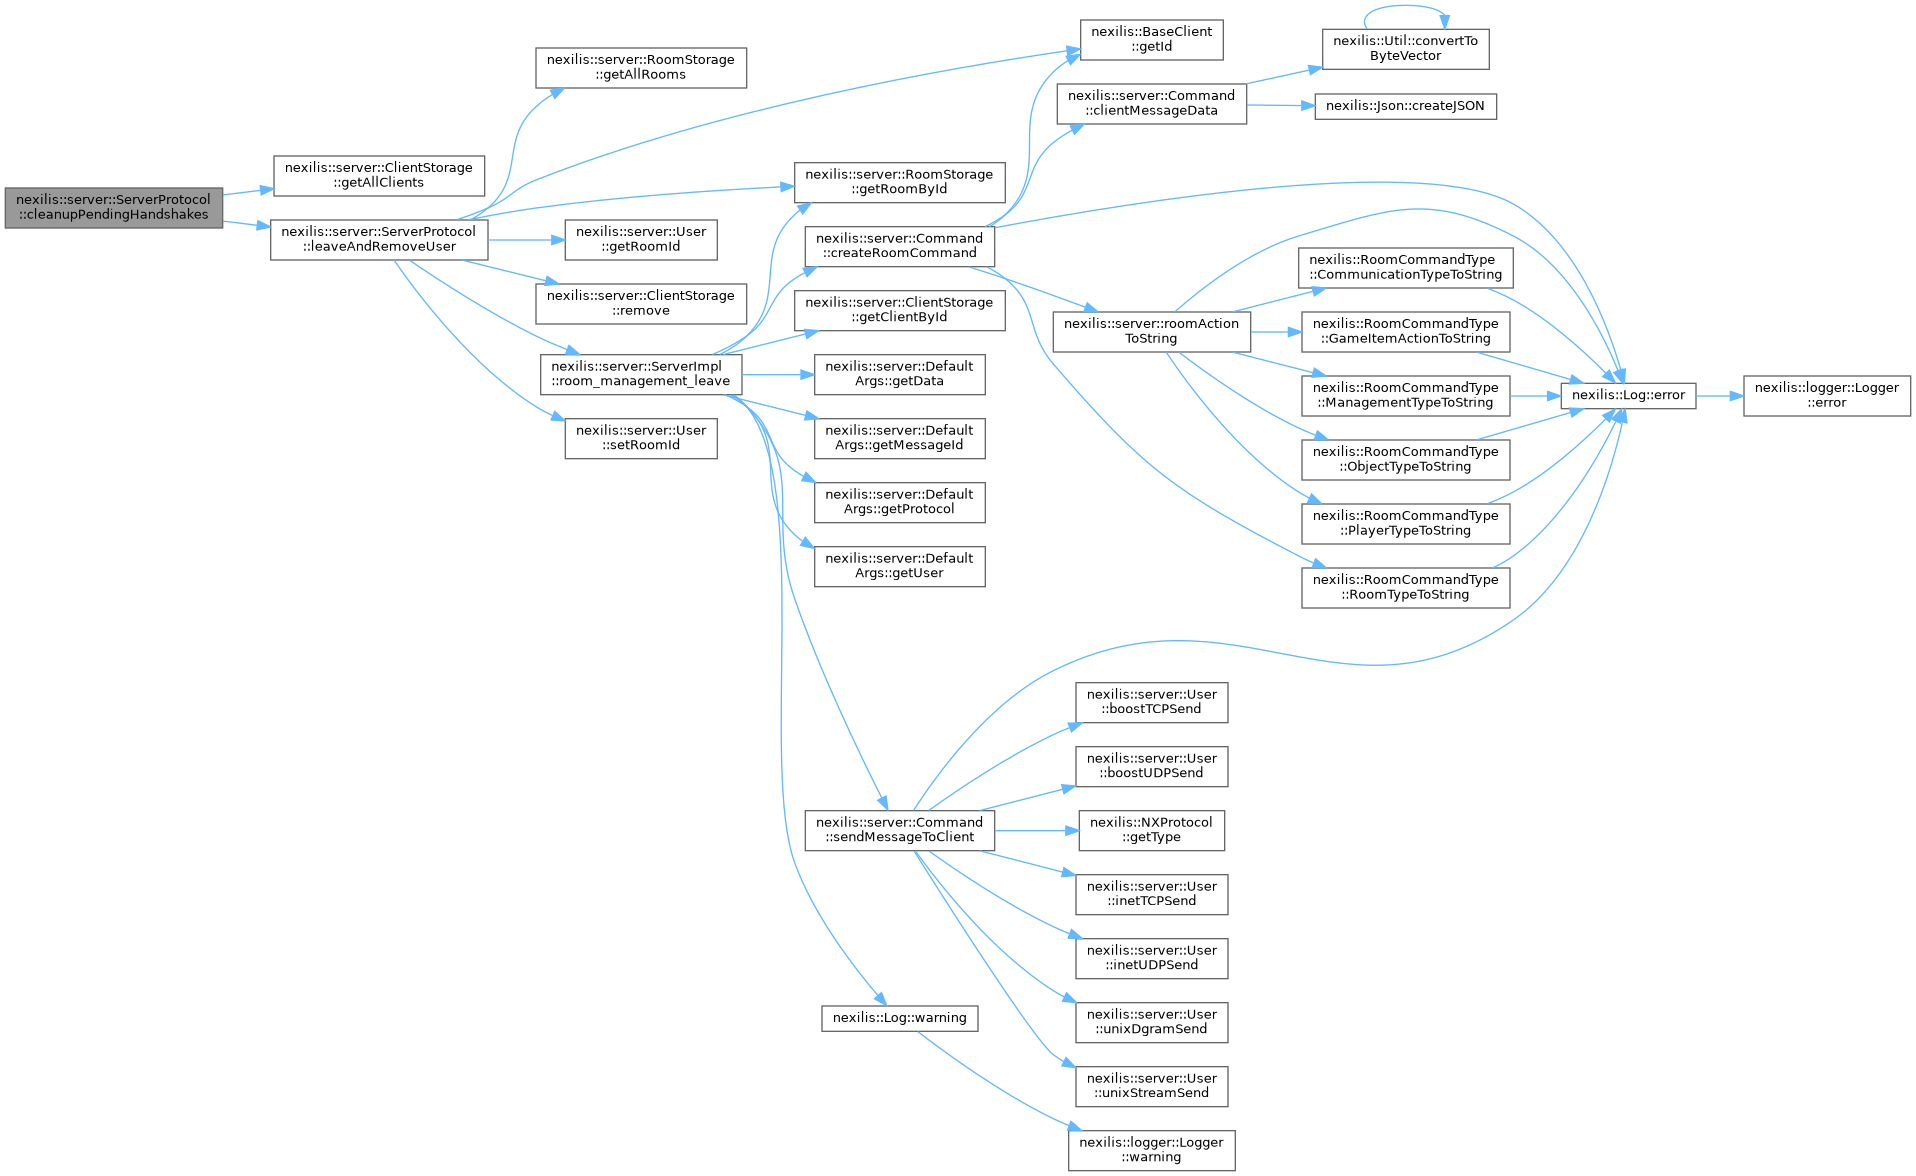 nexilis::server::ServerProtocol
::cleanupPendingHandshakes
nexilis::server::ClientStorage
::getAllClients
nexilis::server::ServerProtocol
::leaveAndRemoveUser
nexilis::server::RoomStorage
::getAllRooms
nexilis::server::User
::getRoomId
nexilis::server::ClientStorage
::remove
nexilis::server::ServerImpl
::room_management_leave
nexilis::server::User
::setRoomId
nexilis::server::RoomStorage
::getRoomById
nexilis::server::Command
::createRoomCommand
nexilis::server::ClientStorage
::getClientById
nexilis::server::Default
Args::getData
nexilis::server::Default
Args::getMessageId
nexilis::server::Default
Args::getProtocol
nexilis::server::Default
Args::getUser
nexilis::server::Command
::sendMessageToClient
nexilis::Log::warning
nexilis::BaseClient
::getId
nexilis::server::Command
::clientMessageData
nexilis::server::roomAction
ToString
nexilis::server::User
::boostTCPSend
nexilis::server::User
::boostUDPSend
nexilis::NXProtocol
::getType
nexilis::server::User
::inetTCPSend
nexilis::server::User
::inetUDPSend
nexilis::server::User
::unixDgramSend
nexilis::server::User
::unixStreamSend
nexilis::logger::Logger
::warning
nexilis::Util::convertTo
ByteVector
nexilis::Json::createJSON
nexilis::RoomCommandType
::CommunicationTypeToString
nexilis::RoomCommandType
::GameItemActionToString
nexilis::RoomCommandType
::ManagementTypeToString
nexilis::RoomCommandType
::ObjectTypeToString
nexilis::RoomCommandType
::PlayerTypeToString
nexilis::RoomCommandType
::RoomTypeToString
nexilis::Log::error
nexilis::logger::Logger
::error